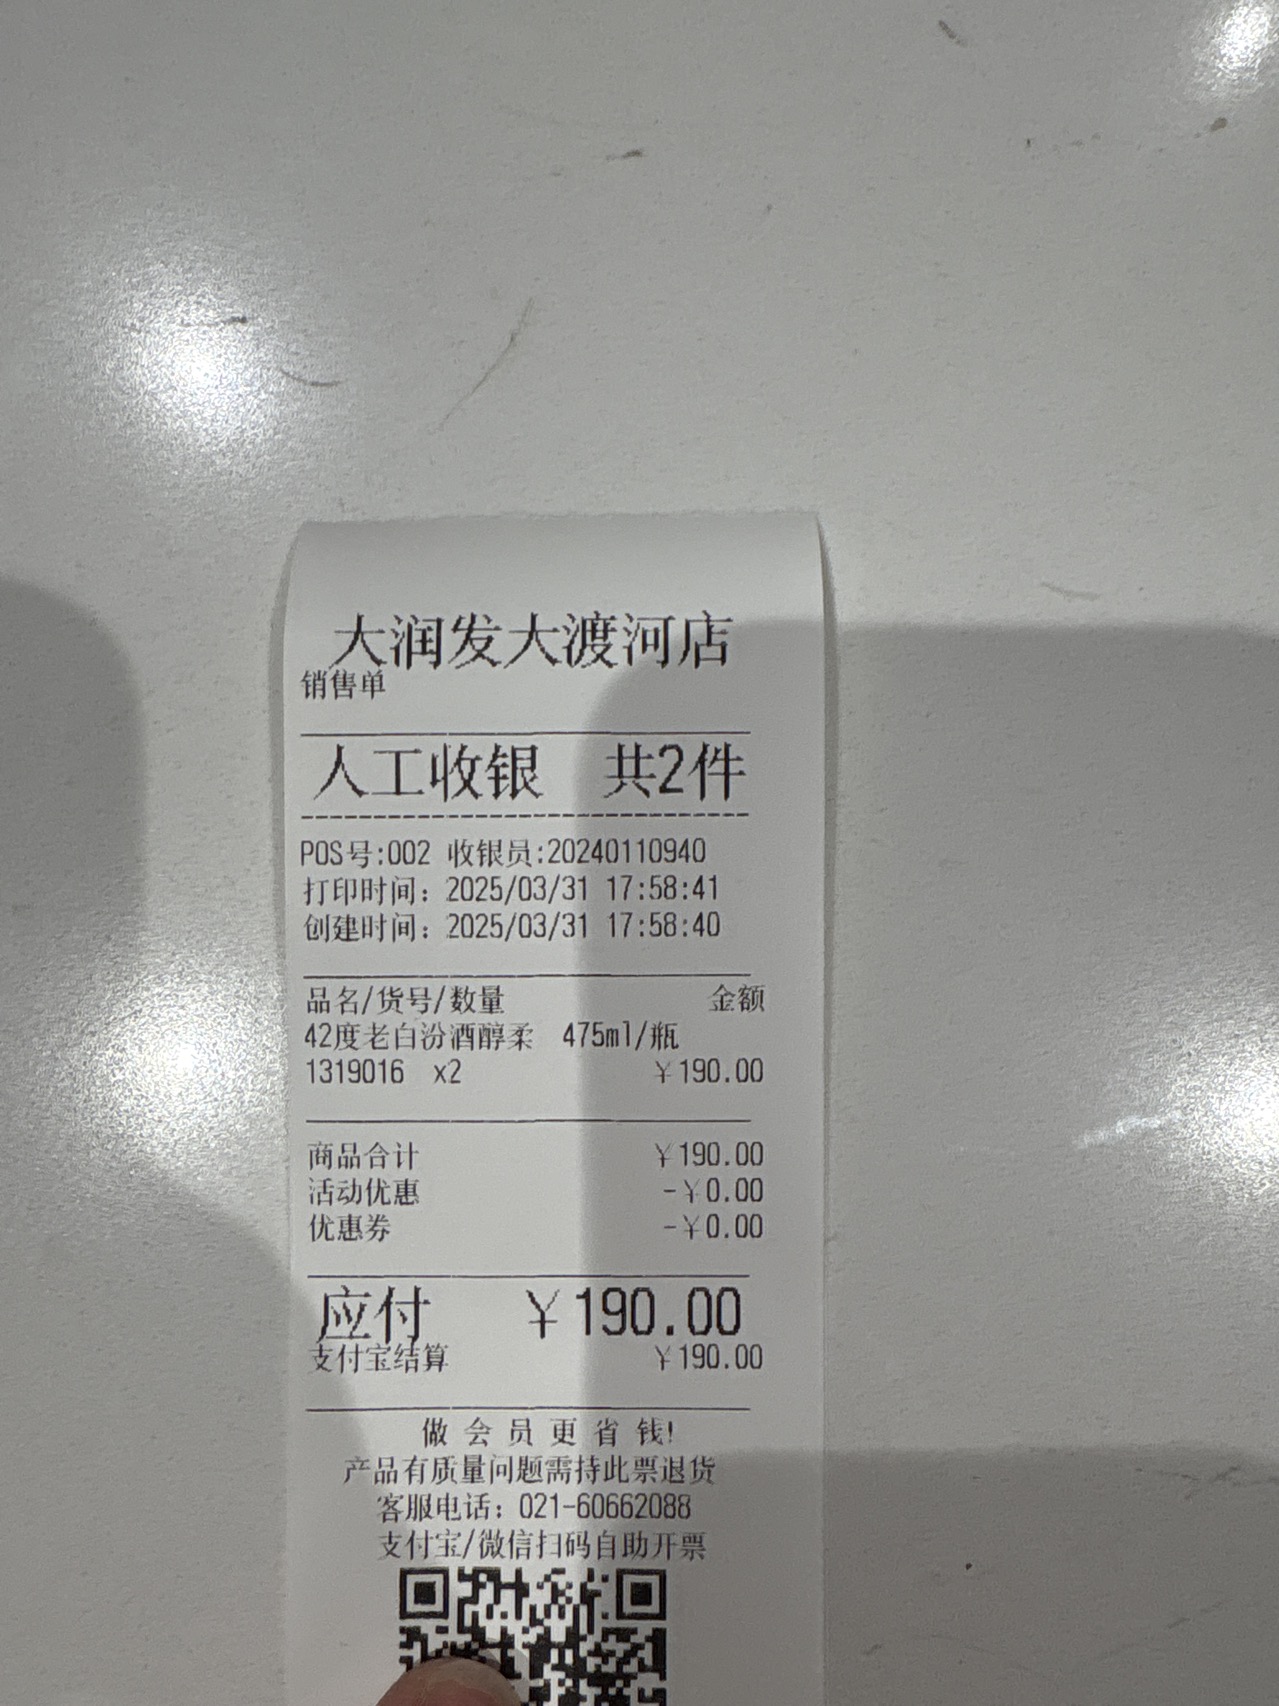 大润发大渡河店
销售单
人工收银 共2件
POS号:002 收银员:20240110940
打印时间：2025/03/31 17:58:41
创建时间：2025/03/31 17:58:40
品名/货号/数量 金额
42度老白汾酒醇柔 475ml/瓶
1319016 x2 ￥190.00
商品合计 ￥190.00
活动优惠 -￥0.00
优惠券 -￥0.00
应付 ￥190.00
支付宝结算 ￥190.00
做会员更省钱!
产品有质量问题需持此票退货
客服电话：021-60662088
支付宝/微信扫码自助开票